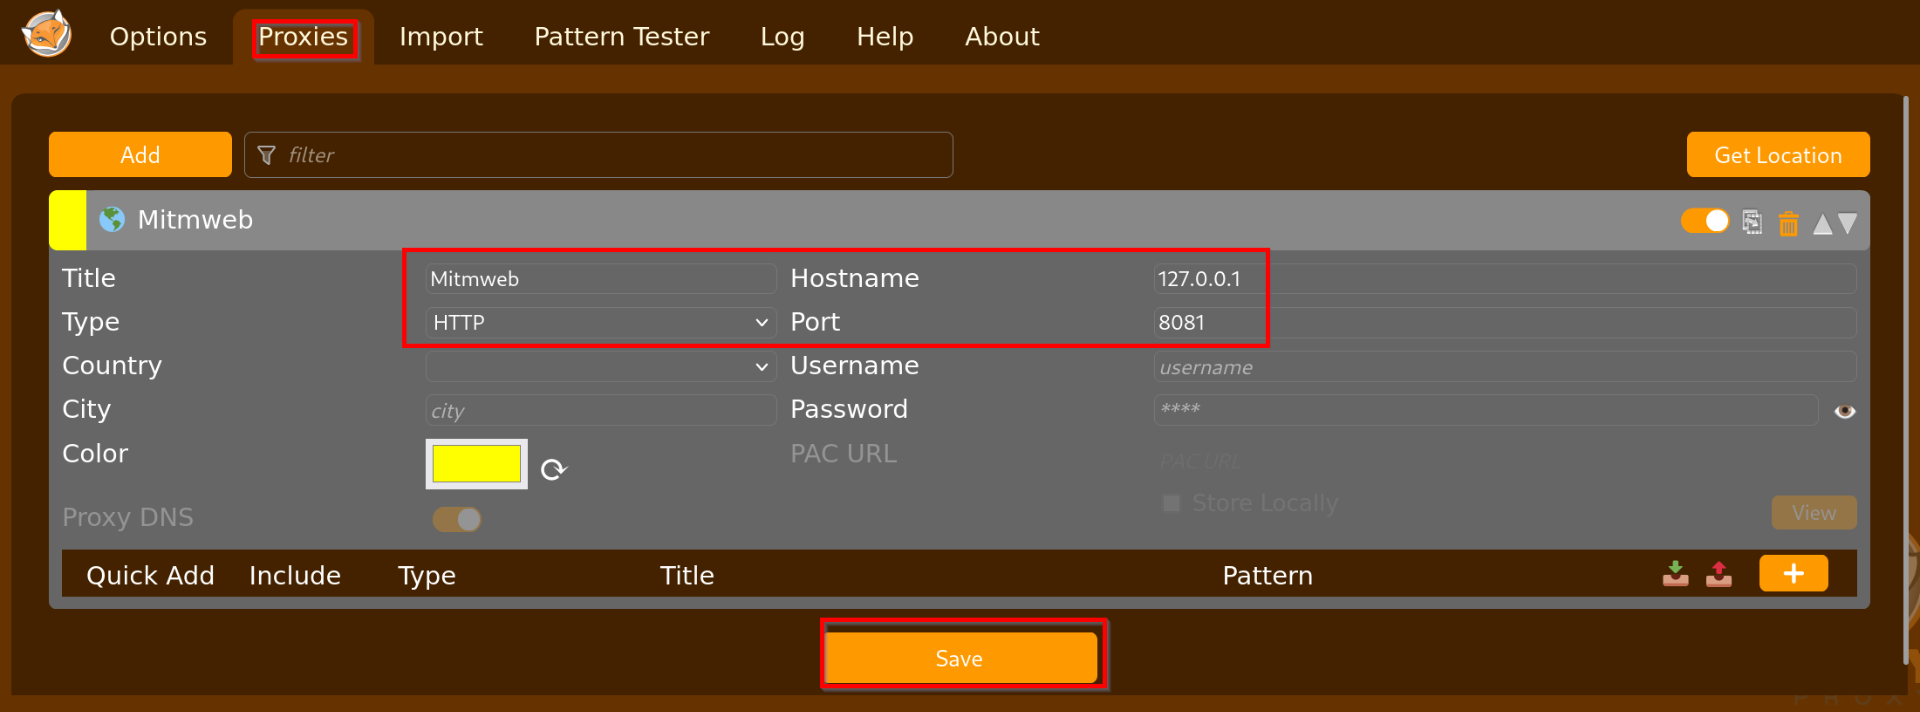 Options Proxies Import Pattern Tester Log Help About
Add filter Get Location
Mitmweb
Title Mitmweb Hostname 127.0.0.1
Type HTTP Port 8081
Country Username username
City city Password ****
Color PAC URL PAC URL
Store Locally
Proxy DNS View
Quick Add Include Type Title Pattern +
Save